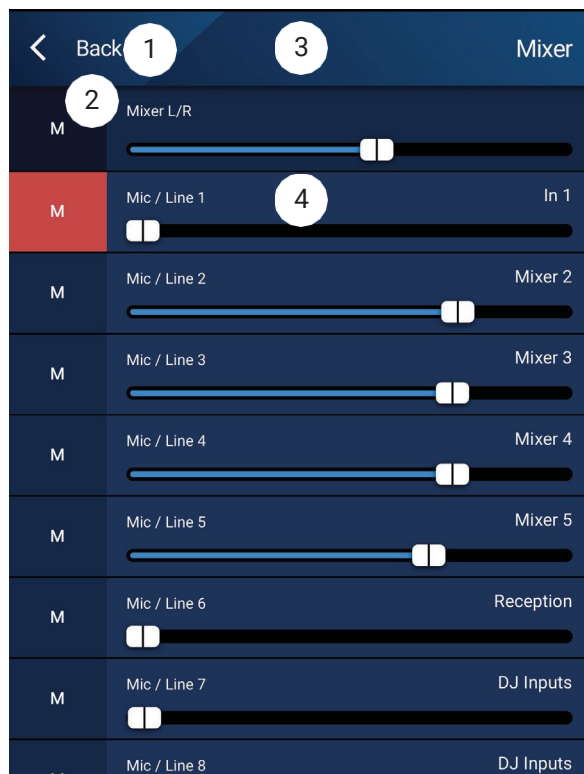 Back 1 3 Mixer
2
M Mixer L/R
M Mic / Line 1 4 In 1
M Mic / Line 2 Mixer 2
M Mic / Line 3 Mixer 3
M Mic / Line 4 Mixer 4
M Mic / Line 5 Mixer 5
M Mic / Line 6 Reception
M Mic / Line 7 DJ Inputs
M Mic / Line 8 DJ Inputs